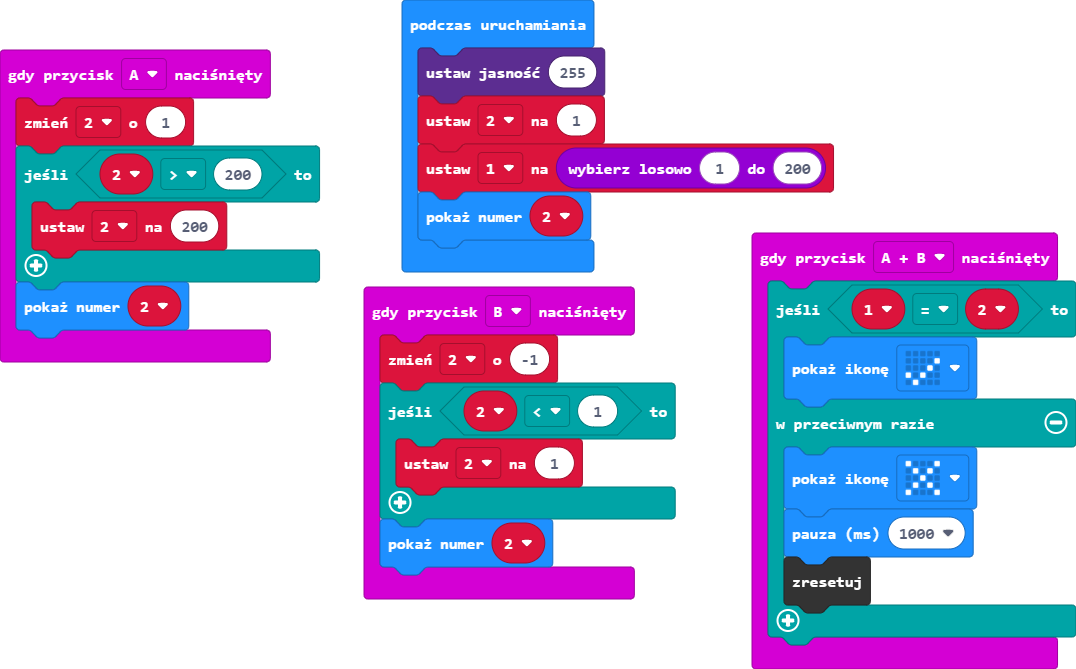 podczas uruchamiania
ustaw jasność 255
ustaw 2 na 1
ustaw 1 na wybierz losowo 1 do 200
pokaż numer 2
gdy przycisk A naciśnięty
zmień 2 o 1
jeśli 2 > 200 to
ustaw 2 na 200
pokaż numer 2
gdy przycisk B naciśnięty
zmień 2 o -1
jeśli 2 < 1 to
ustaw 2 na 1
pokaż numer 2
gdy przycisk A + B naciśnięty
jeśli 1 = 2 to
pokaż ikonę
w przeciwnym razie
pokaż ikonę
pauza (ms) 1000
zresetuj